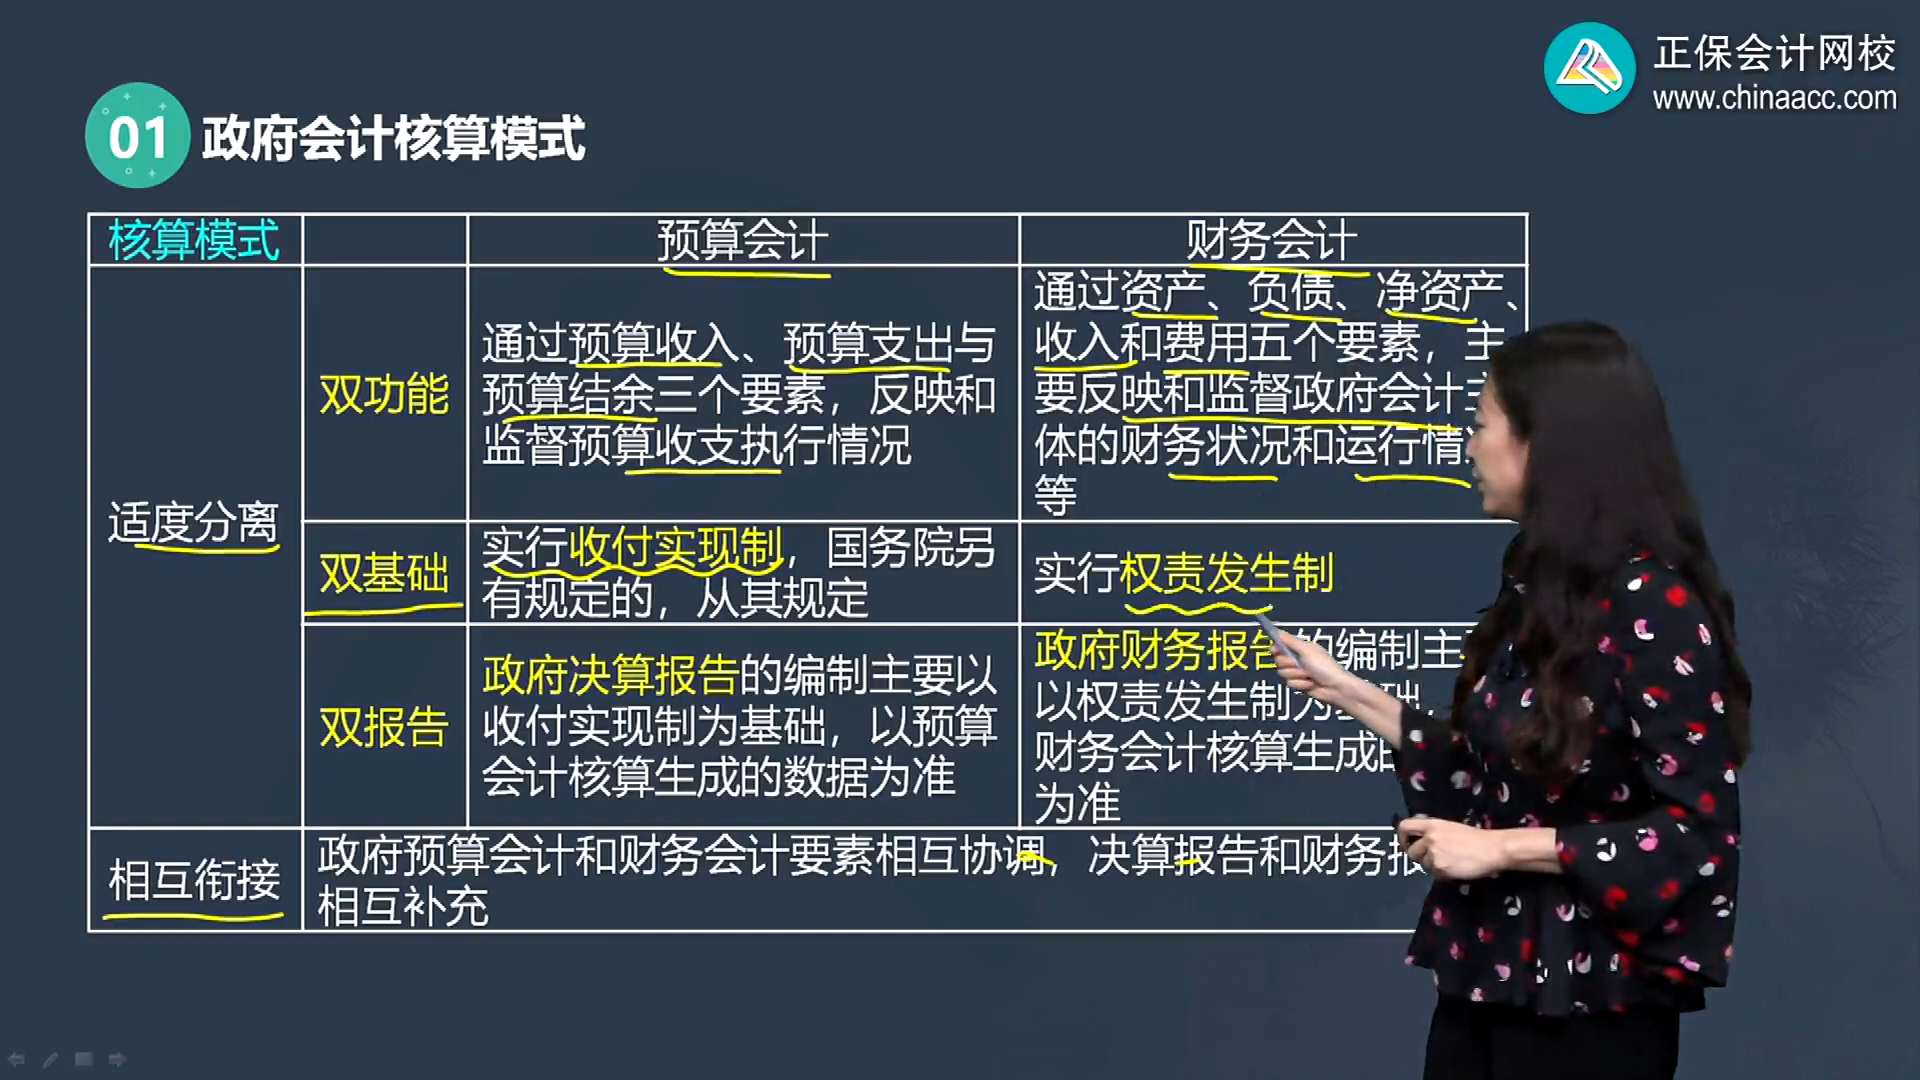 正保会计网校
www.chinaacc.com
01 政府会计核算模式
核算模式
预算会计
财务会计
适度分离
双功能
通过预算收入、预算支出与
预算结余三个要素，反映和
监督预算收支执行情况
通过资产、负债、净资产、
收入和费用五个要素，主
要反映和监督政府会计主
体的财务状况和运行情
等
双基础
实行收付实现制，国务院另
有规定的，从其规定
实行权责发生制
双报告
政府决算报告的编制主要以
收付实现制为基础，以预算
会计核算生成的数据为准
政府财务报告的编制主
以权责发生制为基础，
财务会计核算生成
为准
相互衔接
政府预算会计和财务会计要素相互协调，决算报告和财务报
相互补充